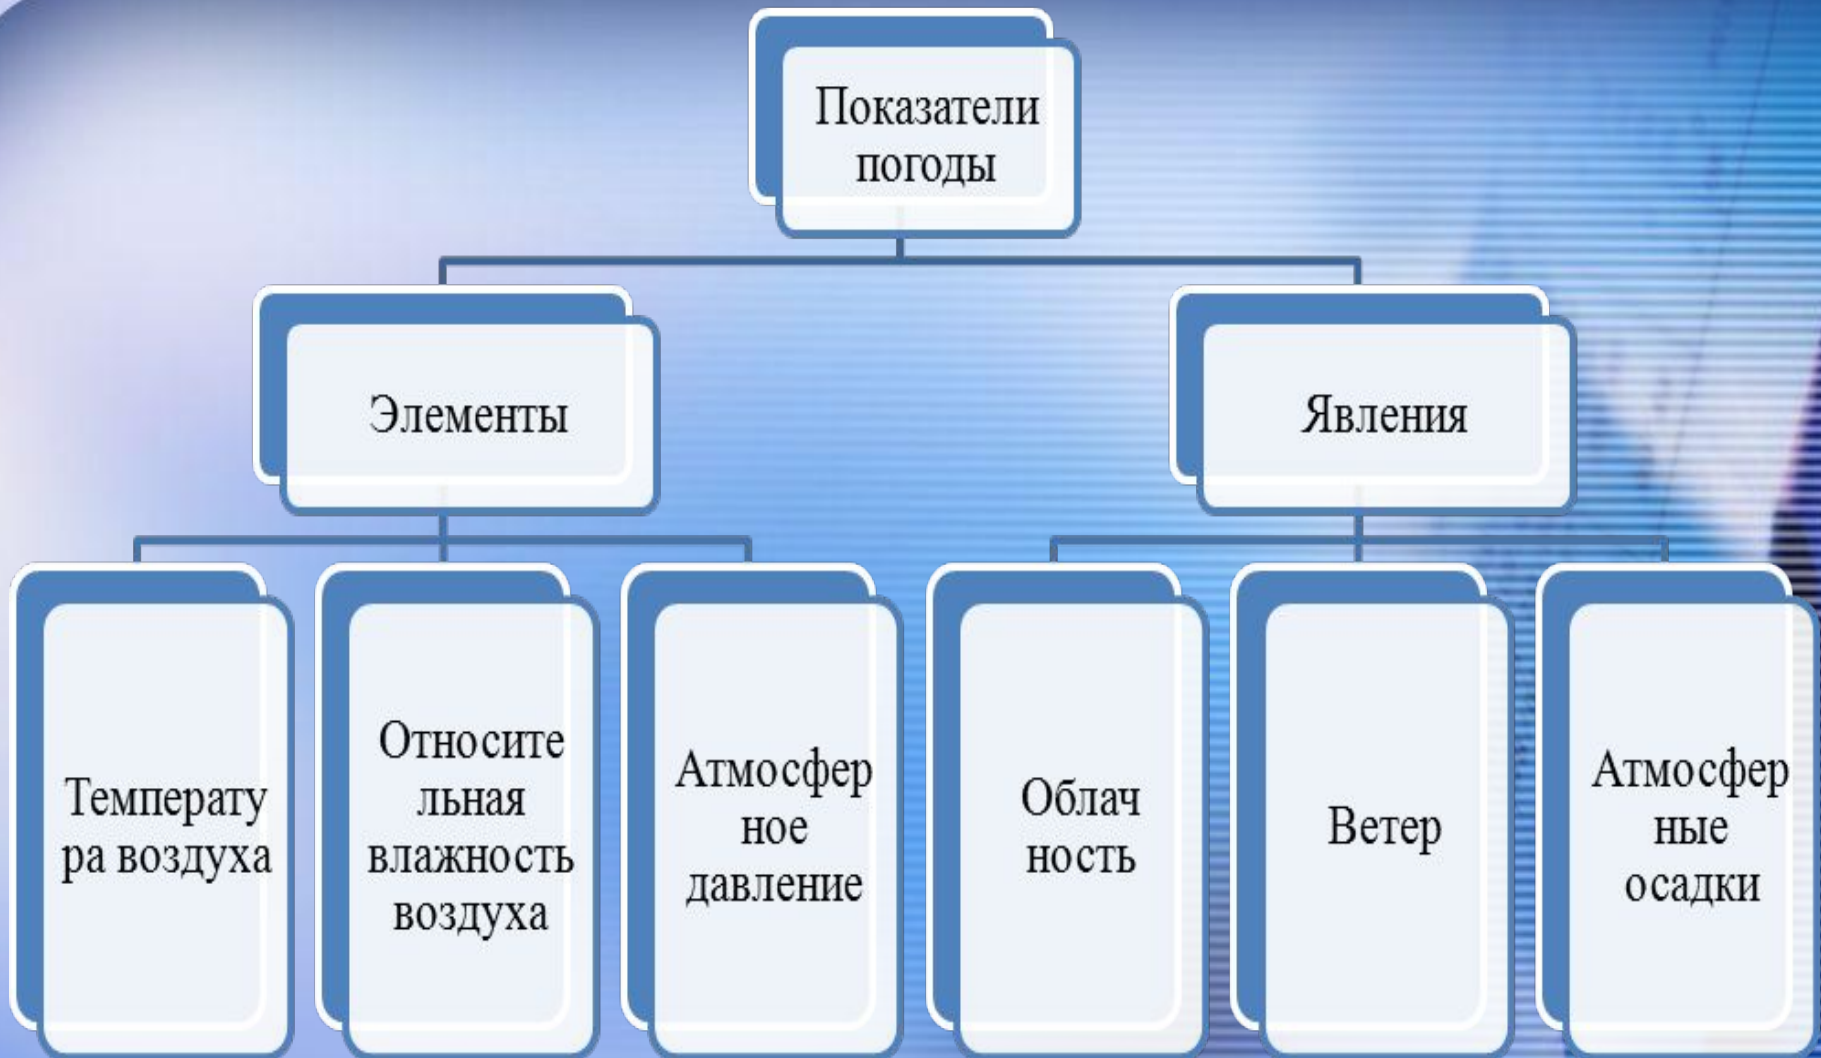 Показатели
погоды
Элементы
Явления
Температу
ра воздуха
Относите
льная
влажность
воздуха
Атмосфер
ное
давление
Облач
ность
Ветер
Атмосфер
ные
осадки